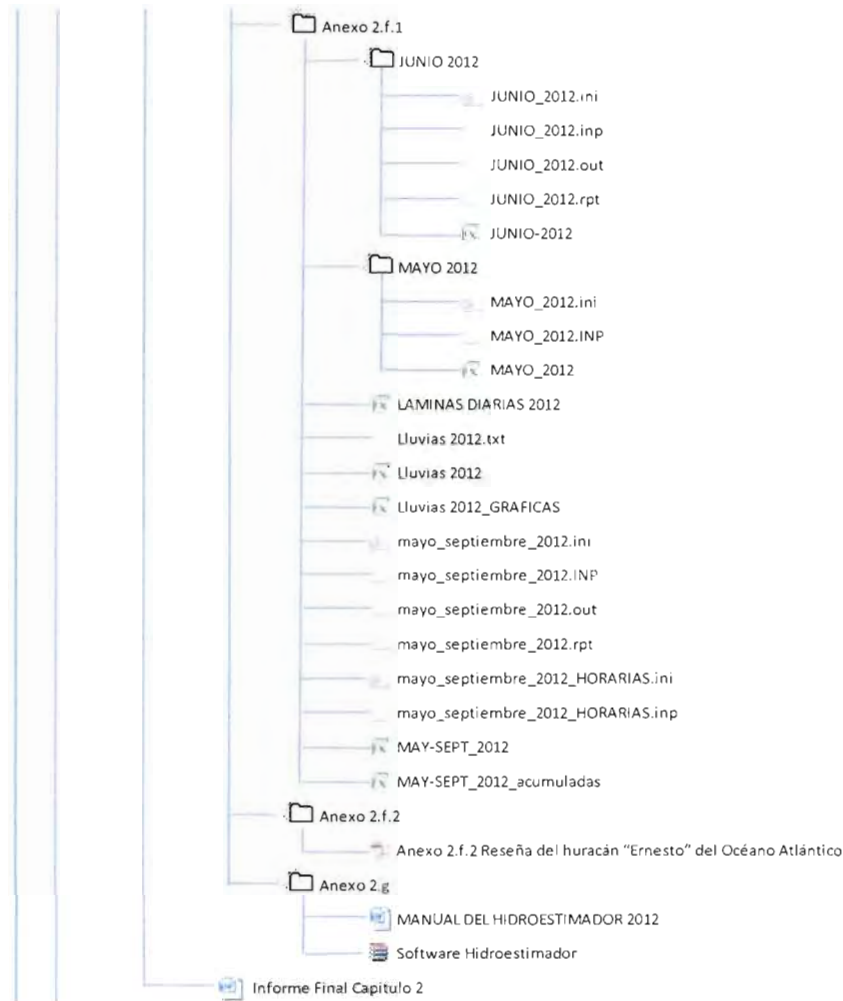 Anexo 2.f.1
JUNIO 2012
JUNIO_2012.ini
JUNIO_2012.inp
JUNIO_2012.out
JUNIO_2012.rpt
JUNIO-2012
MAYO 2012
MAYO_2012.ini
MAYO_2012.INP
MAYO_2012
LAMINAS DIARIAS 2012
Lluvias 2012.txt
Lluvias 2012
Lluvias 2012_GRAFICAS
mayo_septiembre_2012.ini
mayo_septiembre_2012.INP
mayo_septiembre_2012.out
mayo_septiembre_2012.rpt
mayo_septiembre_2012_HORARIAS.ini
mayo_septiembre_2012_HORARIAS.inp
MAY-SEPT_2012
MAY-SEPT_2012_acumuladas
Anexo 2.f.2
Anexo 2.f.2 Reseña del huracán "Ernesto" del Océano Atlántico
Anexo 2.g
MANUAL DEL HIDROESTIMADOR 2012
Software Hidroestimador
Informe Final Capitulo 2